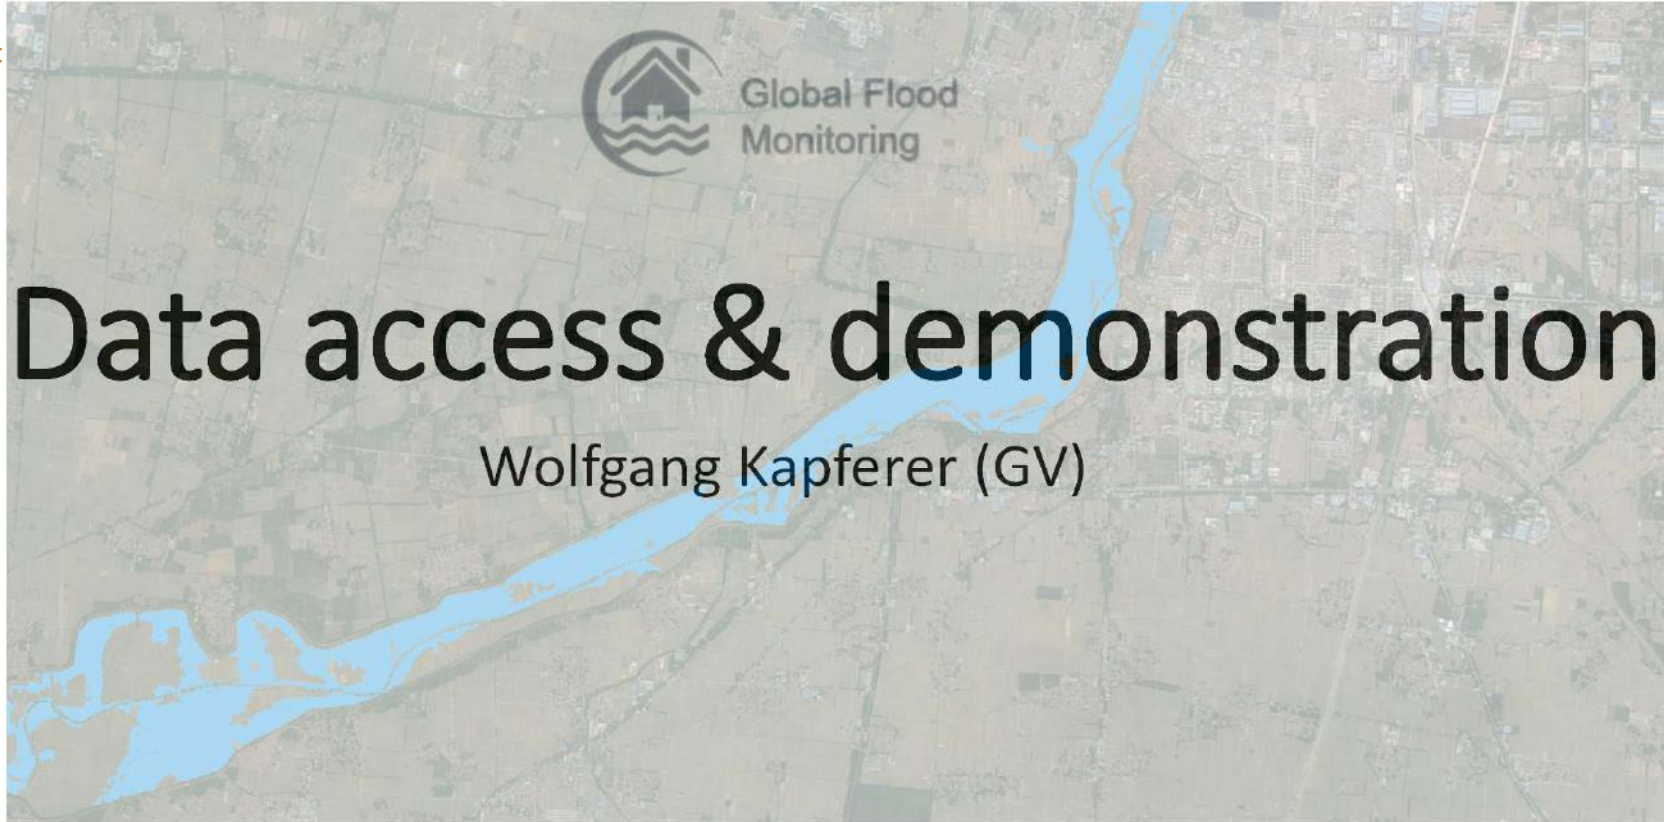 Global Flood
Monitoring
Data access & demonstration
Wolfgang Kapferer (GV)